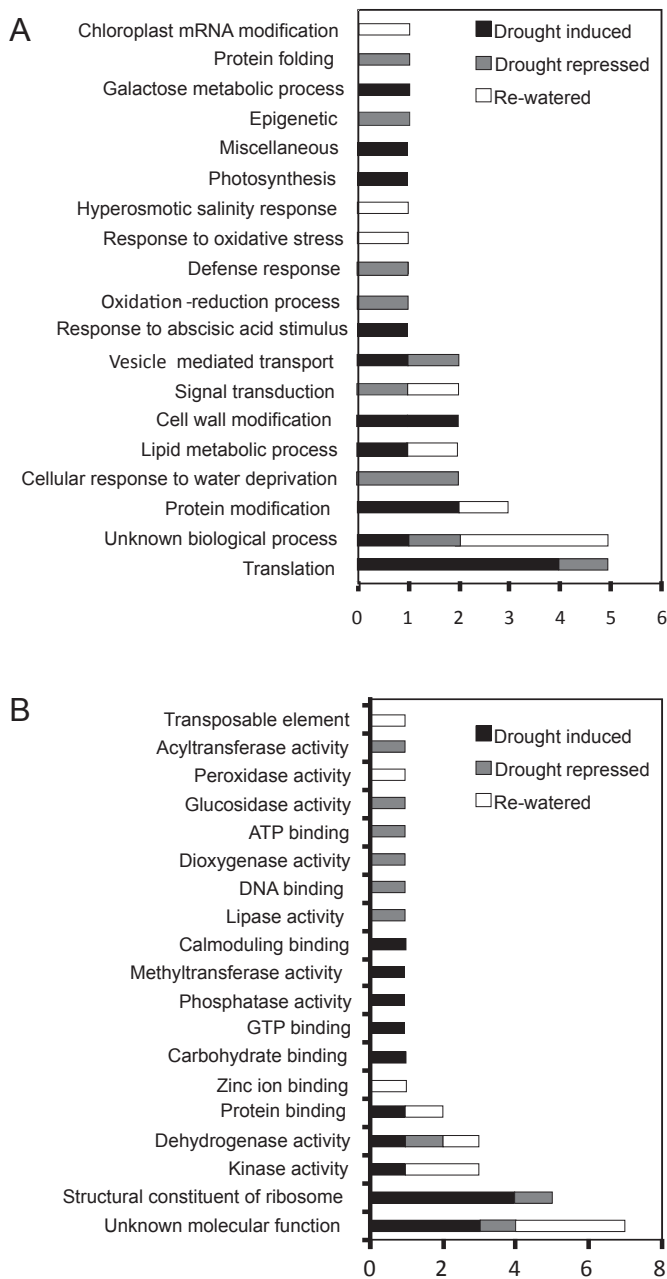 A
Chloroplast mRNA modification
Protein folding
Galactose metabolic process
Epigenetic
Miscellaneous
Photosynthesis
Hyperosmotic salinity response
Response to oxidative stress
Defense response
Oxidation -reduction process
Response to abscisic acid stimulus
Vesicle mediated transport
Signal transduction
Cell wall modification
Lipid metabolic process
Cellular response to water deprivation
Protein modification
Unknown biological process
Translation
Drought induced
Drought repressed
Re-watered
0 1 2 3 4 5 6
B
Transposable element
Acyltransferase activity
Peroxidase activity
Glucosidase activity
ATP binding
Dioxygenase activity
DNA binding
Lipase activity
Calmoduling binding
Methyltransferase activity
Phosphatase activity
GTP binding
Carbohydrate binding
Zinc ion binding
Protein binding
Dehydrogenase activity
Kinase activity
Structural constituent of ribosome
Unknown molecular function
Drought induced
Drought repressed
Re-watered
0 2 4 6 8